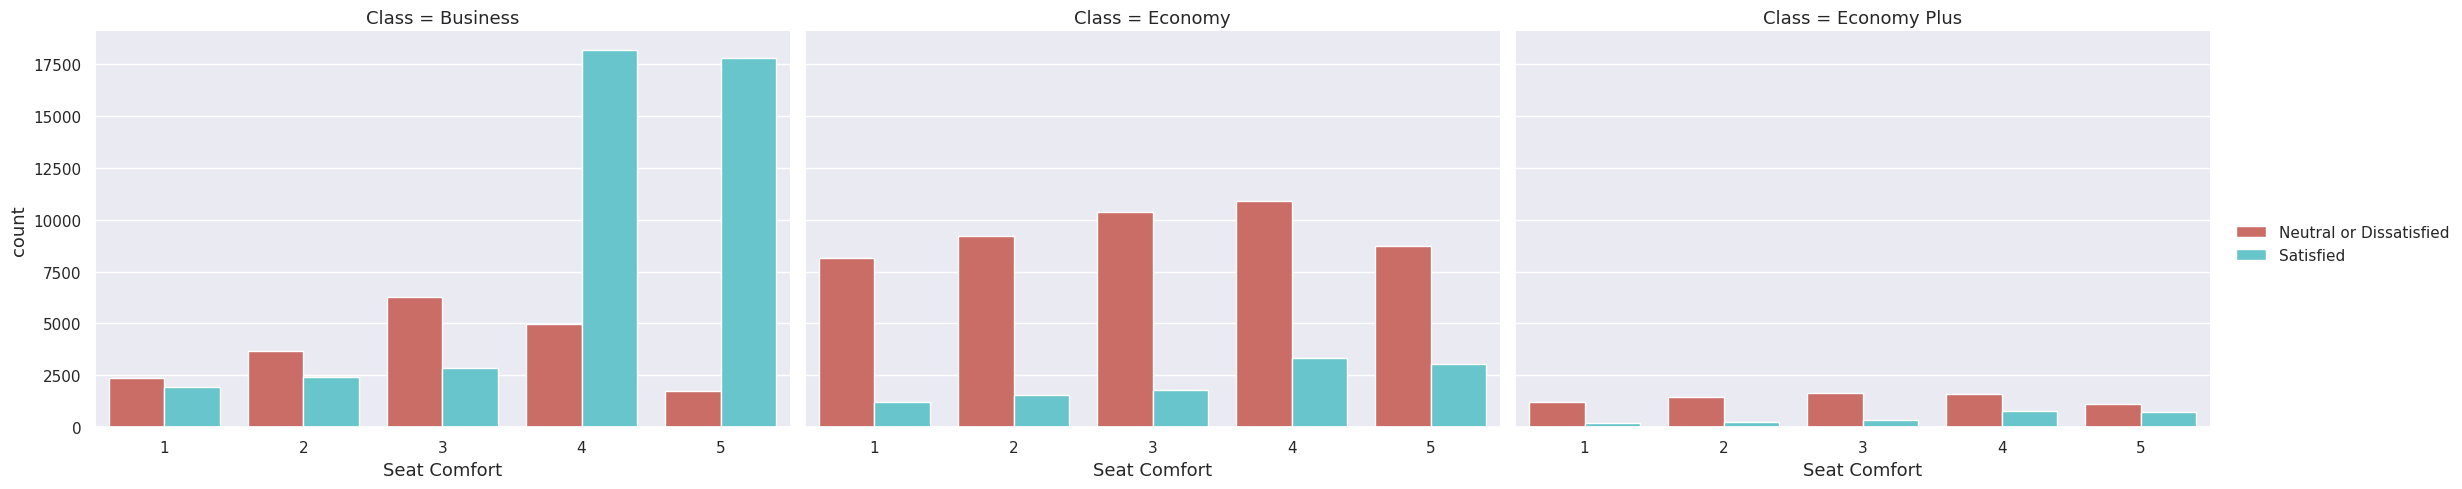 Class = Business
Class = Economy
Class = Economy Plus
count
17500
15000
12500
10000
7500
5000
2500
0
1 2 3 4 5
1 2 3 4 5
1 2 3 4 5
Seat Comfort
Seat Comfort
Seat Comfort
Neutral or Dissatisfied
Satisfied